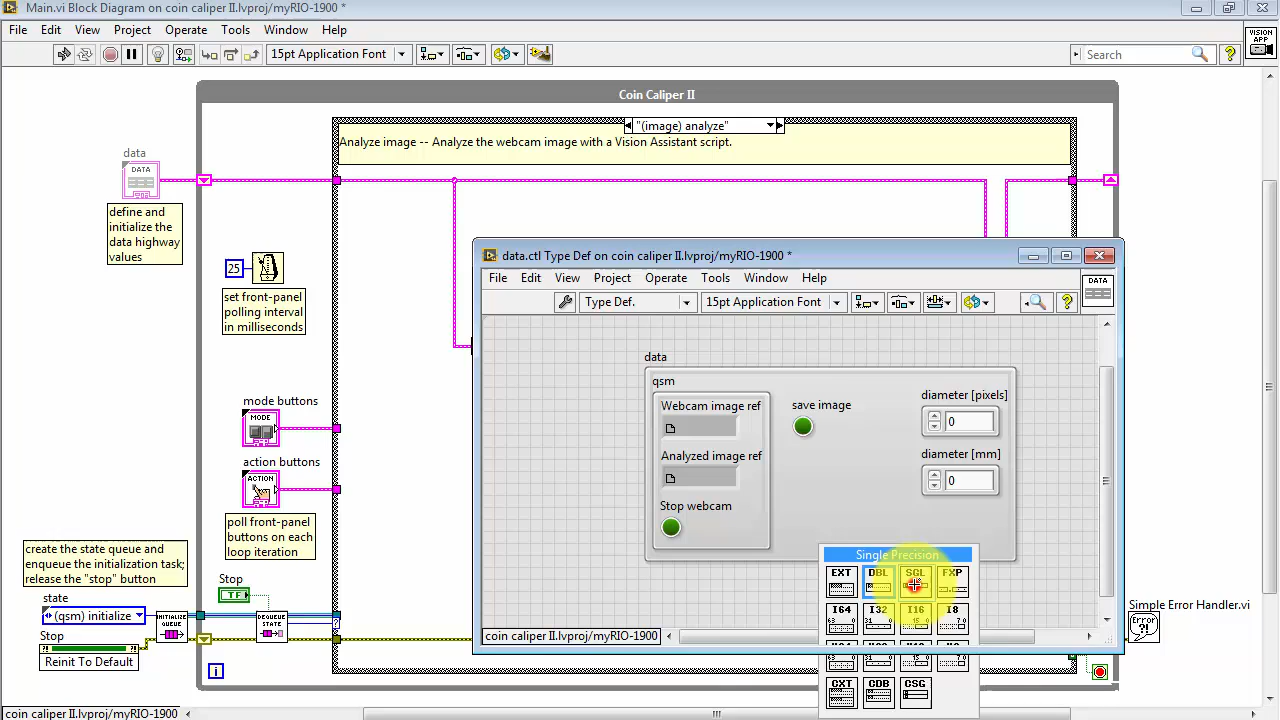 Main.vi Block Diagram on coin caliper II.lvproj/myRIO-1900 *
File Edit View Project Operate Tools Window Help
15pt Application Font
Search
VISION APP
Coin Caliper II
"(image) analyze"
Analyze image -- Analyze the webcam image with a Vision Assistant script.
data
DATA
define and
initialize the
data highway
values
25
set front-panel
polling interval
in milliseconds
mode buttons
MODE
action buttons
ACTION
poll front-panel
buttons on each
loop iteration
create the state queue and
enqueue the initialization task;
release the "stop" button
state
(qsm) initialize
Stop
Reinit To Default
INITIALIZE QUEUE
Stop
TF
DEQUEUE STATE
i
data.ctl Type Def on coin caliper II.lvproj/myRIO-1900 *
File Edit View Project Operate Tools Window Help
Type Def.
15pt Application Font
DATA
data
qsm
Webcam image ref
Analyzed image ref
Stop webcam
save image
diameter [pixels]
0
diameter [mm]
0
coin caliper II.lvproj/myRIO-1900
Single Precision
EXT DBL SGL FXP
I64 I32 I16 I8
CXT CDB CSG
Simple Error Handler.vi
Error
coin caliper II.lvproj/myRIO-1900